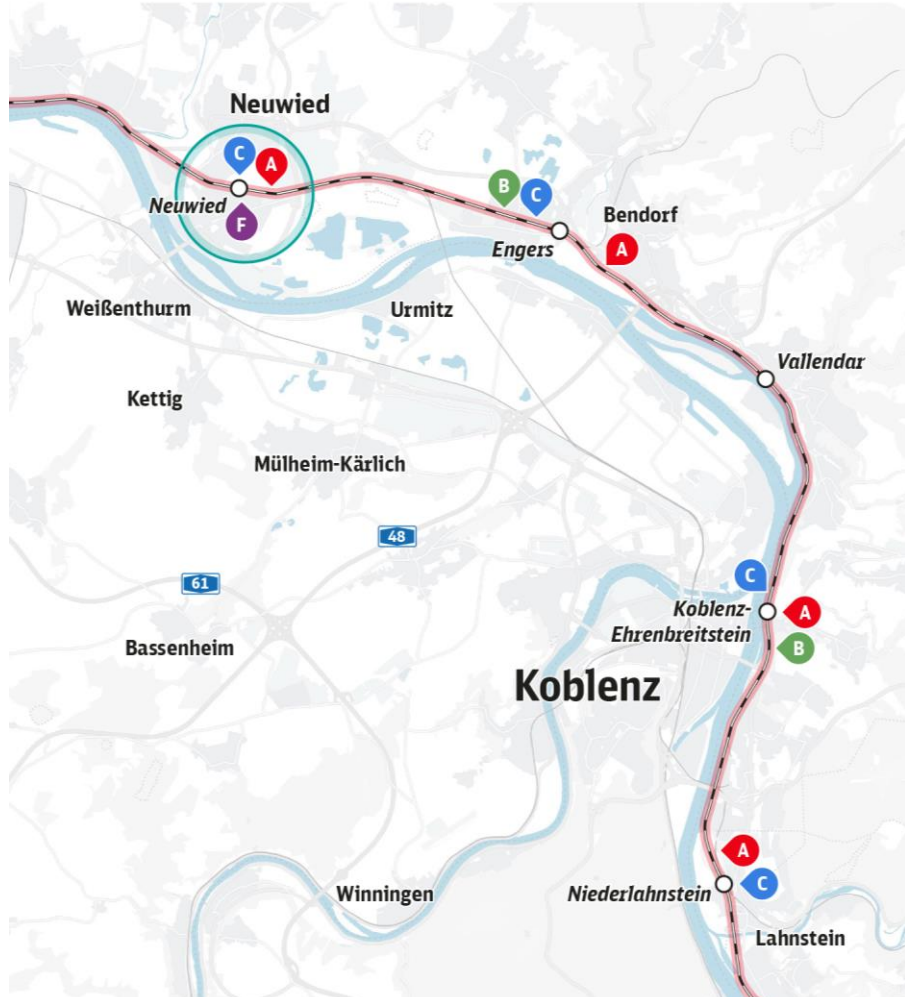 Neuwied
C
A
Neuwied
F
B
C
Engers
Bendorf
A
Weißenthurm
Urmitz
Vallendar
Kettig
Mülheim-Kärlich
48
61
C
Koblenz-
Ehrenbreitstein
A
B
Bassenheim
Koblenz
A
Niederlahnstein
C
Winningen
Lahnstein